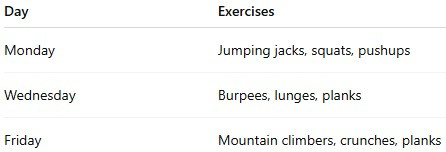 Day Exercises
Monday Jumping jacks, squats, pushups
Wednesday Burpees, lunges, planks
Friday Mountain climbers, crunches, planks